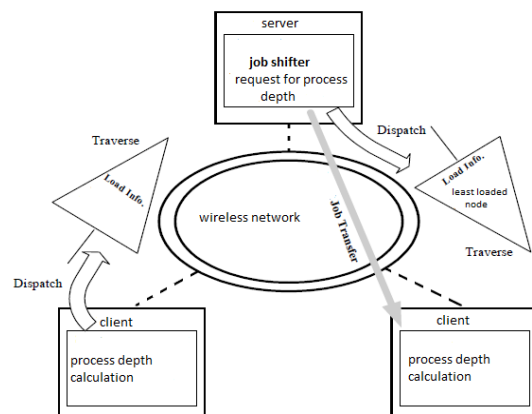 server
job shifter
request for process
depth
Traverse
Load Info.
Dispatch
Load Info.
least loaded
node
Traverse
wireless network
Job Transfer
Dispatch
client
process depth
calculation
client
process depth
calculation